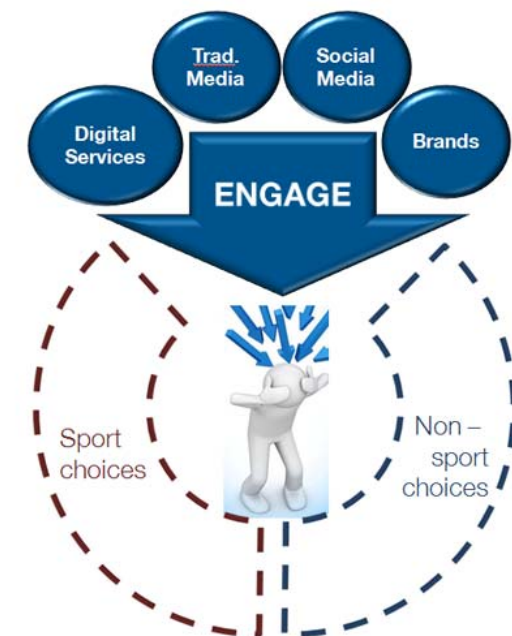 Trad.
Media
Social
Media
Digital
Services
Brands
ENGAGE
Sport
choices
Non –
sport
choices